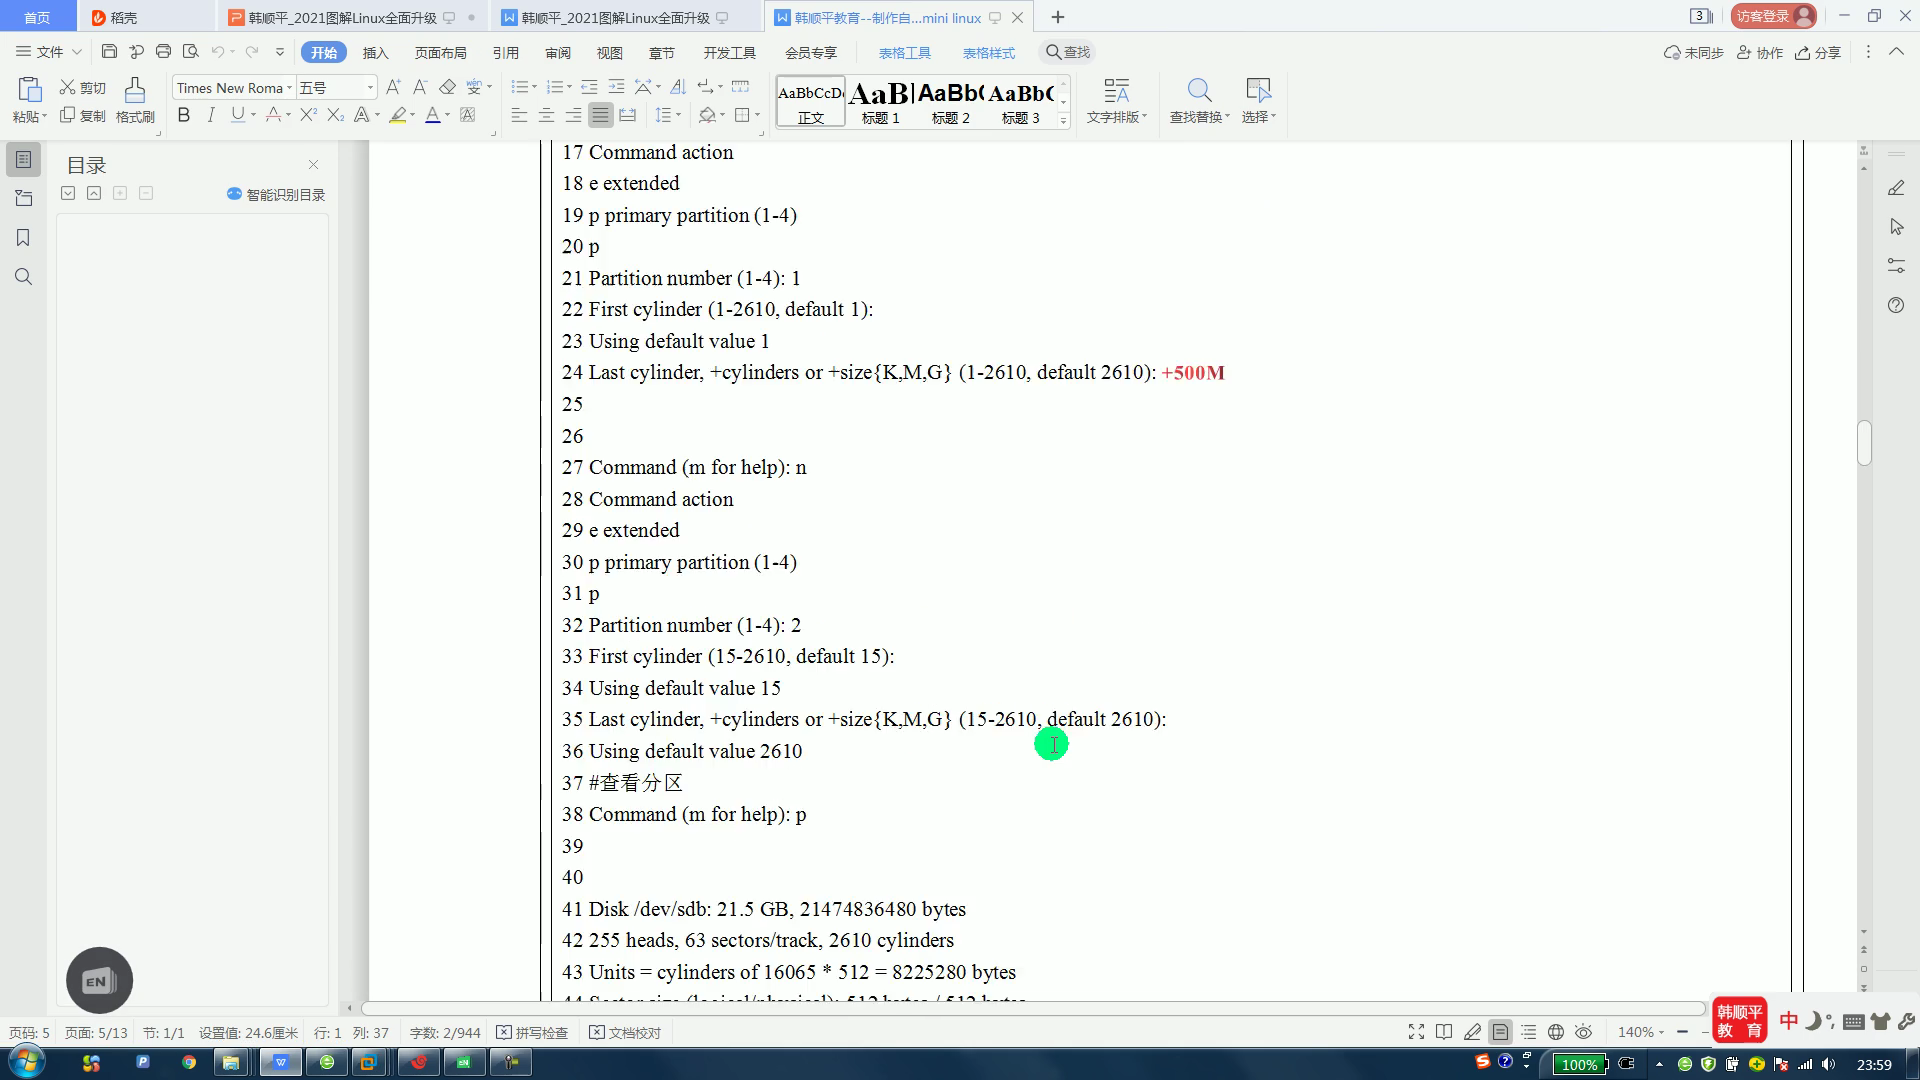 首页
稻壳
韩顺平_2021图解Linux全面升级
韩顺平_2021图解Linux全面升级
韩顺平教育--制作自...mini linux
3
访客登录
文件
开始
插入
页面布局
引用
审阅
视图
章节
开发工具
会员专享
表格工具
表格样式
查找
未同步
协作
分享
粘贴
剪切
复制
格式刷
Times New Roma
五号
AaBbCcDd
正文
AaBl
标题 1
AaBb(
标题 2
AaBb(
标题 3
文字排版
查找替换
选择
目录
智能识别目录
17 Command action
18 e extended
19 p primary partition (1-4)
20 p
21 Partition number (1-4): 1
22 First cylinder (1-2610, default 1):
23 Using default value 1
24 Last cylinder, +cylinders or +size{K,M,G} (1-2610, default 2610): +500M
25
26
27 Command (m for help): n
28 Command action
29 e extended
30 p primary partition (1-4)
31 p
32 Partition number (1-4): 2
33 First cylinder (15-2610, default 15):
34 Using default value 15
35 Last cylinder, +cylinders or +size{K,M,G} (15-2610, default 2610):
36 Using default value 2610
37 #查看分区
38 Command (m for help): p
39
40
41 Disk /dev/sdb: 21.5 GB, 21474836480 bytes
42 255 heads, 63 sectors/track, 2610 cylinders
43 Units = cylinders of 16065 * 512 = 8225280 bytes
44 Sector size (logical/physical): 512 bytes / 512 bytes
EN
页码: 5
页面: 5/13
节: 1/1
设置值: 24.6厘米
行: 1
列: 37
字数: 2/944
拼写检查
文档校对
140%
韩顺平
教 育
中
100%
23:59